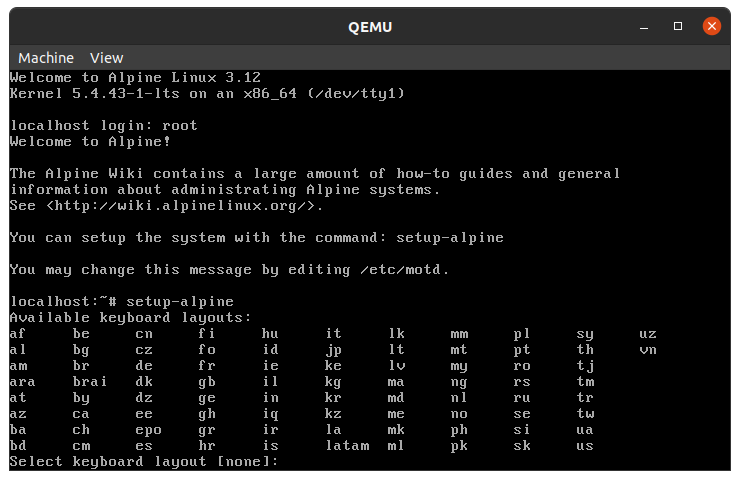 QEMU
Machine View
Welcome to Alpine Linux 3.12
Kernel 5.4.43-1-lts on an x86_64 (/dev/tty1)
localhost login: root
Welcome to Alpine!
The Alpine Wiki contains a large amount of how-to guides and general
information about administrating Alpine systems.
See <http://wiki.alpinelinux.org/>.
You can setup the system with the command: setup-alpine
You may change this message by editing /etc/motd.
localhost:~# setup-alpine
Available keyboard layouts:
af be cn fi hu it lk mm pl sy uz
al bg cz fo id jp lt mt pt th vn
am br de fr ie ke lv my ro tj
ara brai dk gb il kg ma ng rs tm
at by dz ge in kr md nl ru tr
az ca ee gh iq kz me no se tw
ba ch epo gr ir la mk ph si ua
bd cm es hr is latam ml pk sk us
Select keyboard layout [none]: